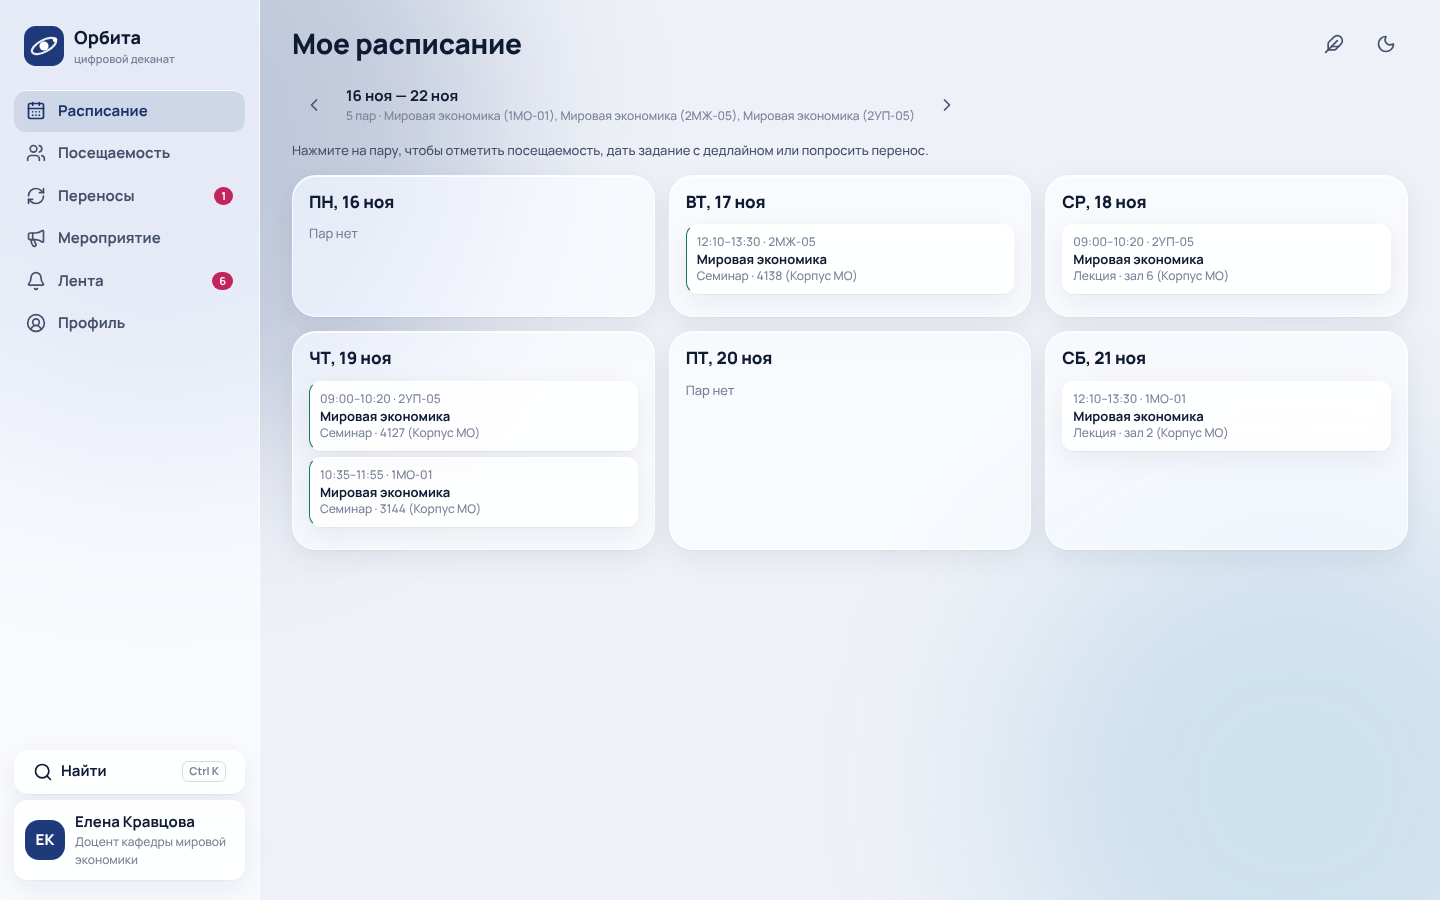 Орбита
цифровой деканат
Расписание
Посещаемость
Переносы 1
Мероприятие
Лента 6
Профиль
Найти Ctrl K
ЕК
Елена Кравцова
Доцент кафедры мировой
экономики
Мое расписание
16 ноя — 22 ноя
5 пар · Мировая экономика (1МО-01), Мировая экономика (2МЖ-05), Мировая экономика (2УП-05)
Нажмите на пару, чтобы отметить посещаемость, дать задание с дедлайном или попросить перенос.
ПН, 16 ноя
Пар нет
ВТ, 17 ноя
12:10–13:30 · 2МЖ-05
Мировая экономика
Семинар · 4138 (Корпус МО)
СР, 18 ноя
09:00–10:20 · 2УП-05
Мировая экономика
Лекция · зал 6 (Корпус МО)
ЧТ, 19 ноя
09:00–10:20 · 2УП-05
Мировая экономика
Семинар · 4127 (Корпус МО)
10:35–11:55 · 1МО-01
Мировая экономика
Семинар · 3144 (Корпус МО)
ПТ, 20 ноя
Пар нет
СБ, 21 ноя
12:10–13:30 · 1МО-01
Мировая экономика
Лекция · зал 2 (Корпус МО)